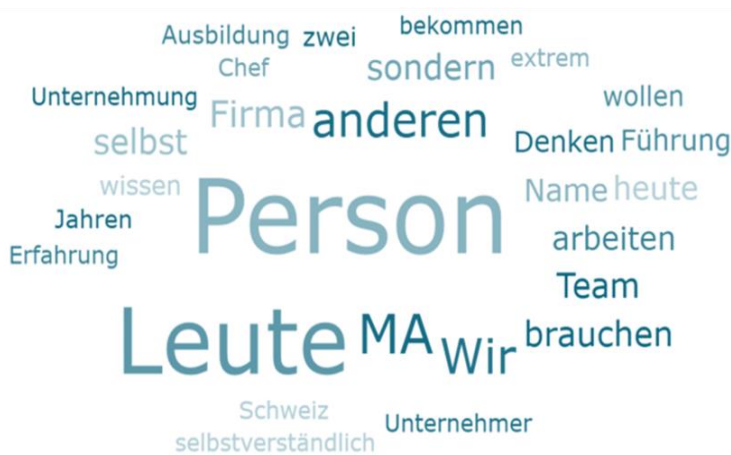 bekommen
Ausbildung zwei
Chef sondern extrem
Unternehmung wollen
Firma anderen
selbst Denken Führung
wissen Person Name heute
Jahren
arbeiten
Erfahrung
Team
Leute MA Wir brauchen
Schweiz
Unternehmer
selbstverständlich